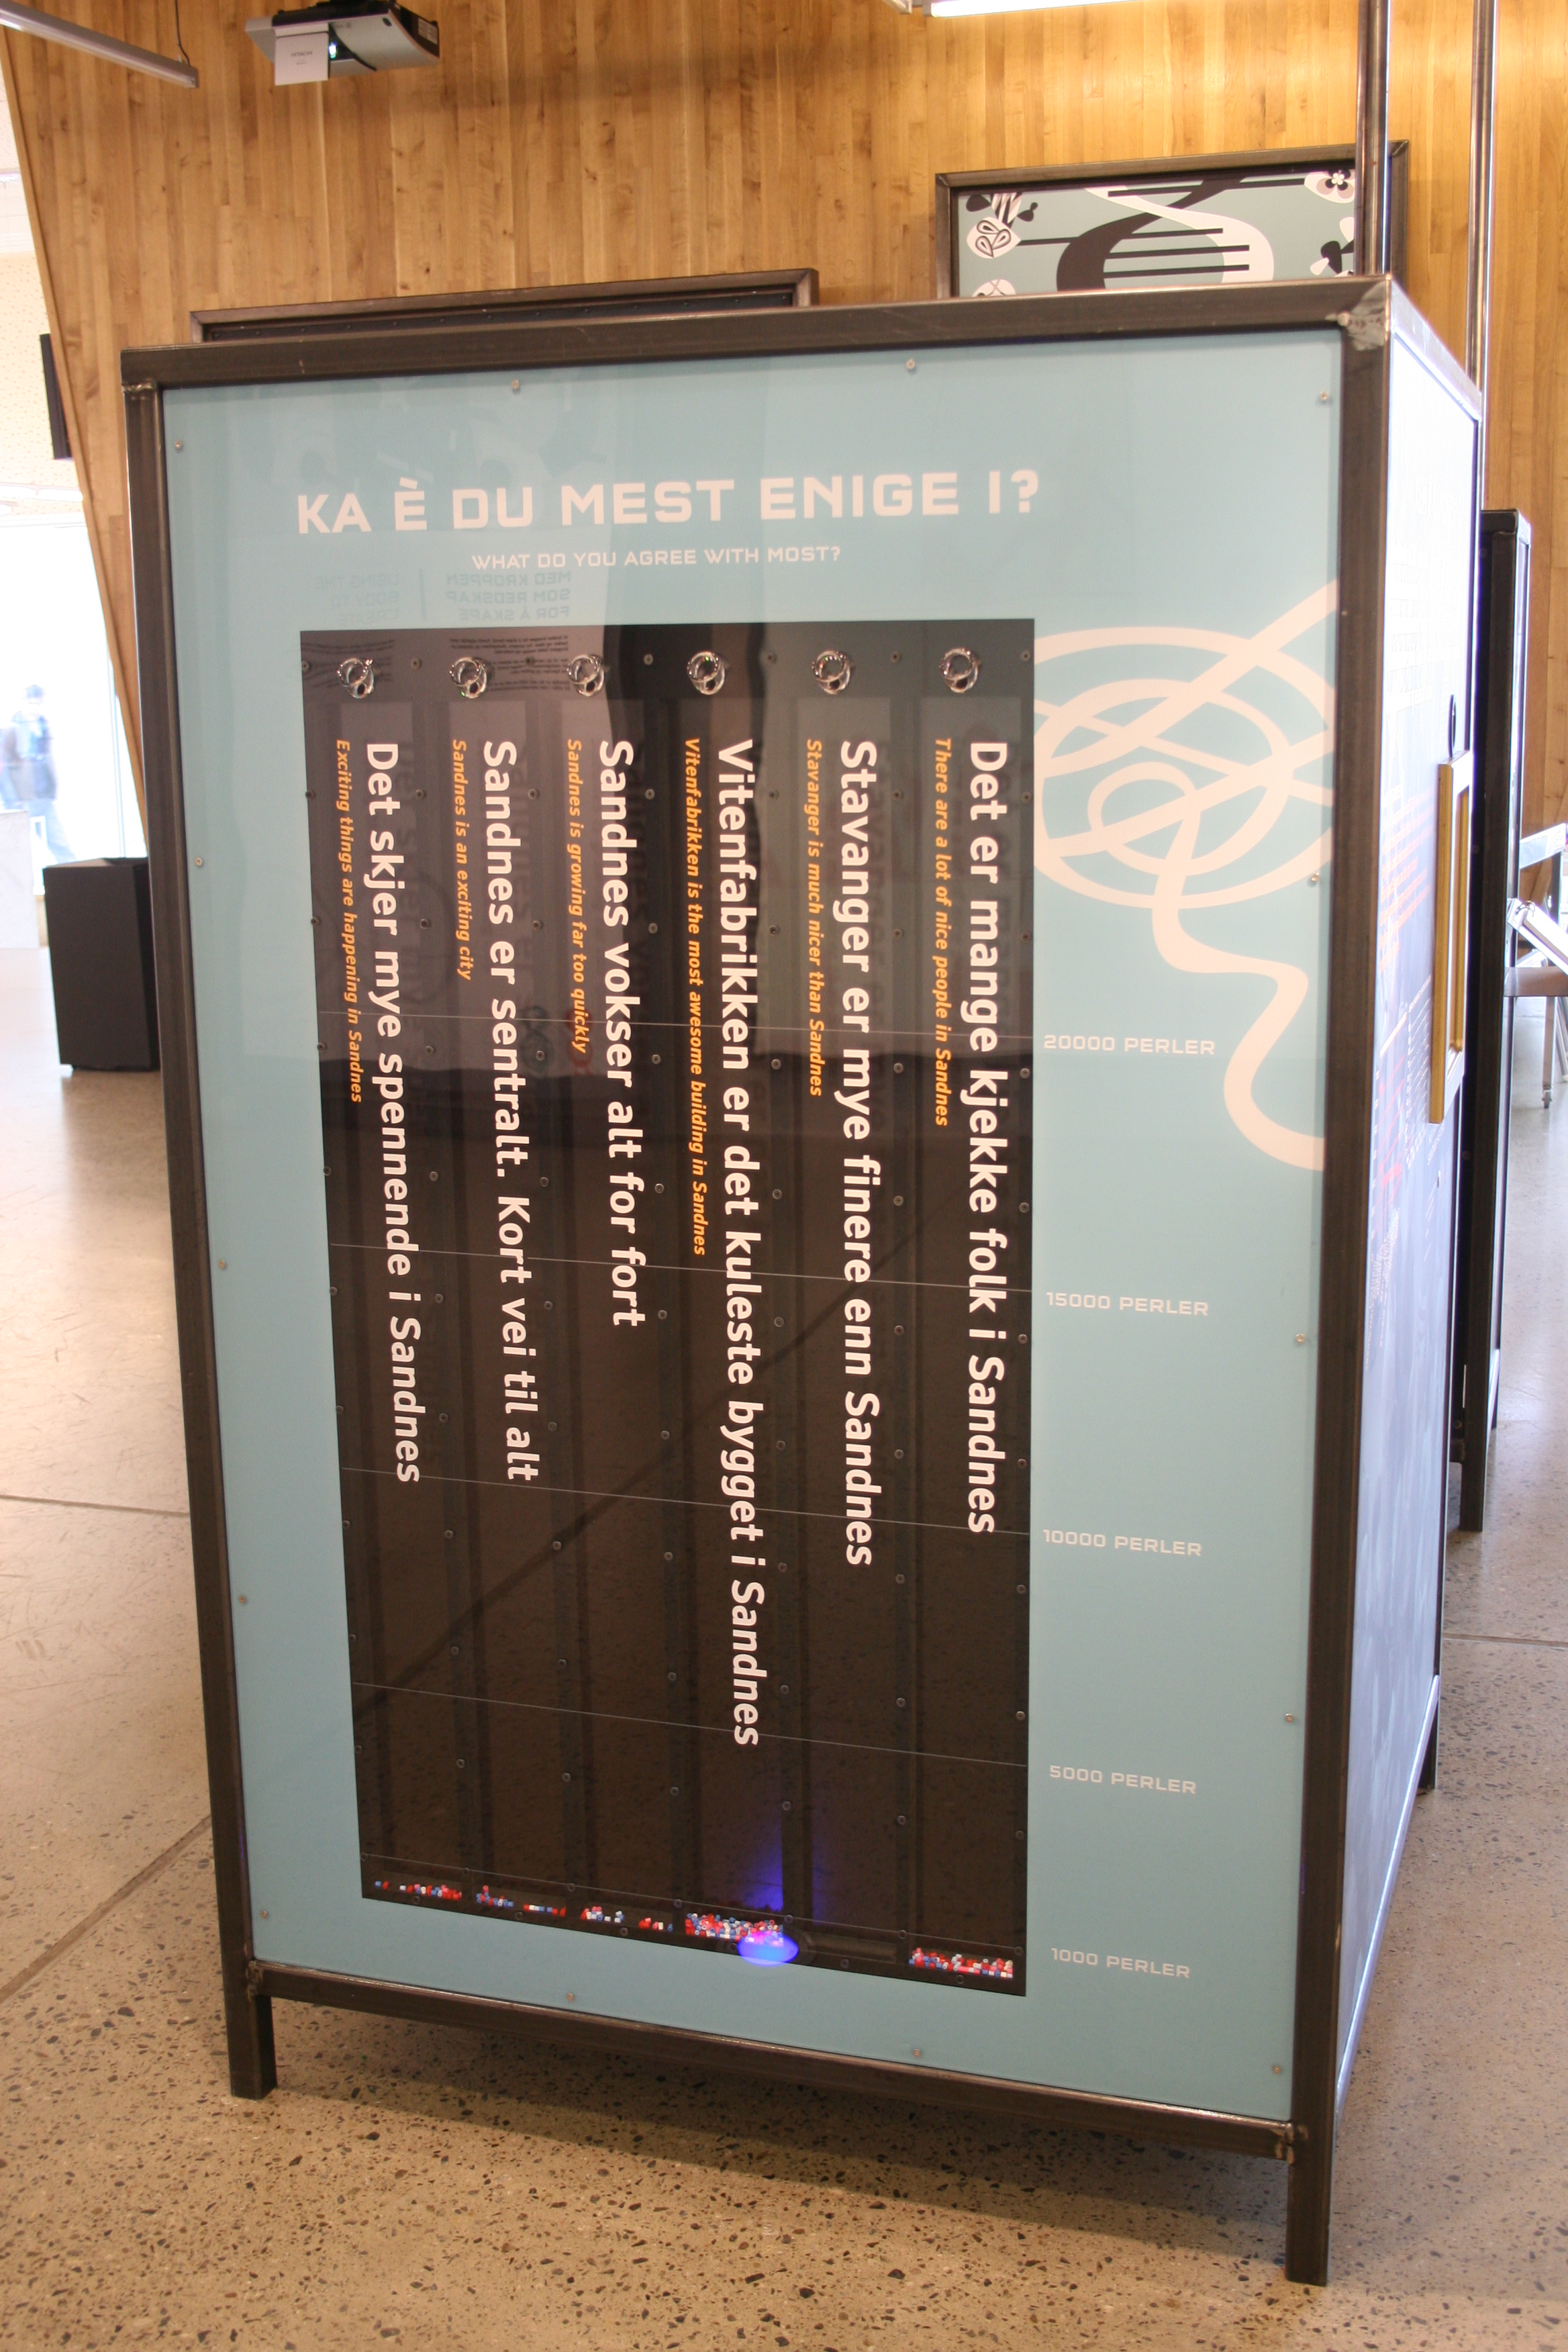 KA È DU MEST ENIGE I?
WHAT DO YOU AGREE WITH MOST?
Det skjer mye spennende i Sandnes
Exciting things are happening in Sandnes
Sandnes er sentralt. Kort vei til alt
Sandnes is an exciting city
Sandnes vokser alt for fort
Sandnes is growing far too quickly
Vitenfabrikken er det kuleste bygget i Sandnes
Vitenfabrikken is the most awesome building in Sandnes
Stavanger er mye finere enn Sandnes
Stavanger is much nicer than Sandnes
Det er mange kjekke folk i Sandnes
There are a lot of nice people in Sandnes
20000 PERLER
15000 PERLER
10000 PERLER
5000 PERLER
1000 PERLER